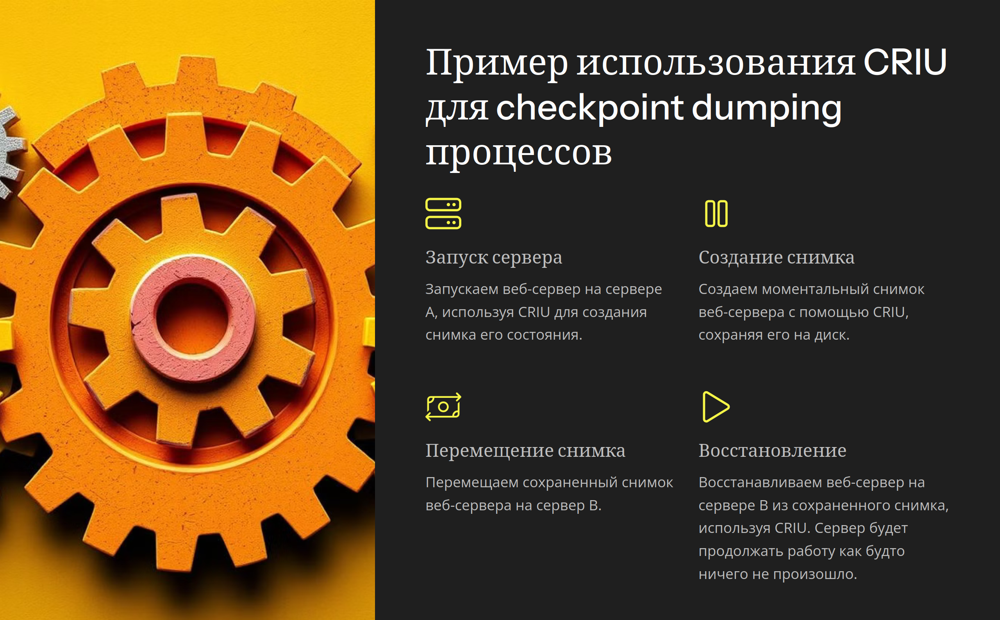 Пример использования CRIU
для checkpoint dumping
процессов
Запуск сервера
Запускаем веб-сервер на сервере
A, используя CRIU для создания
снимка его состояния.
Создание снимка
Создаем моментальный снимок
веб-сервера с помощью CRIU,
сохраняя его на диск.
Перемещение снимка
Перемещаем сохраненный снимок
веб-сервера на сервер B.
Восстановление
Восстанавливаем веб-сервер на
сервере B из сохраненного снимка,
используя CRIU. Сервер будет
продолжать работу как будто
ничего не произошло.